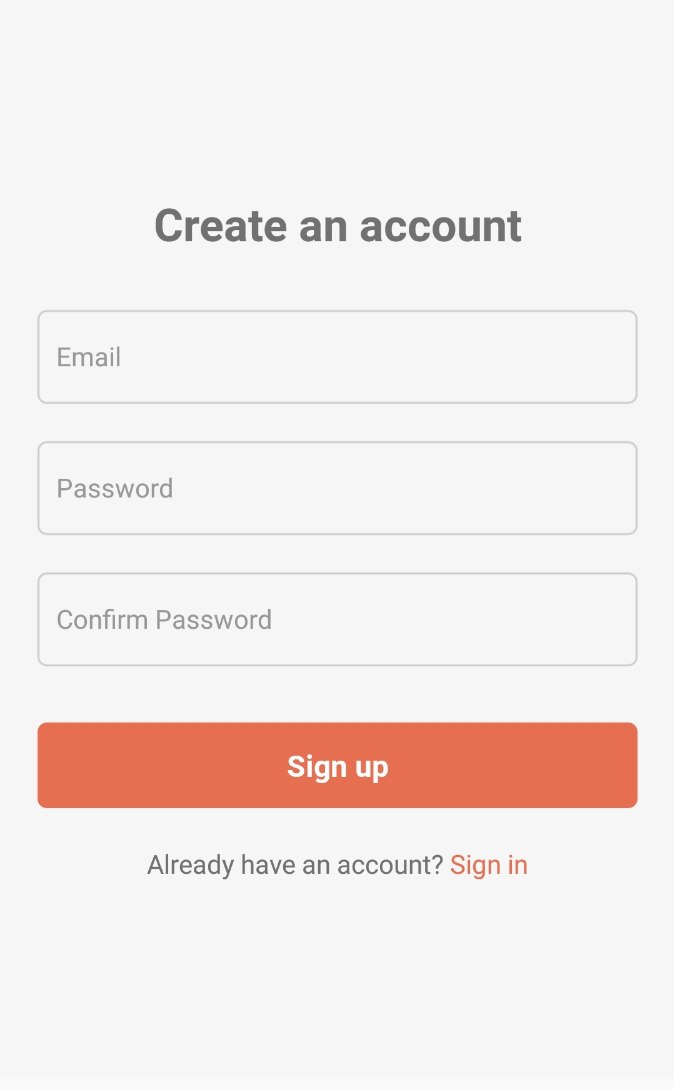 Create an account
Email
Password
Confirm Password
Sign up
Already have an account? Sign in